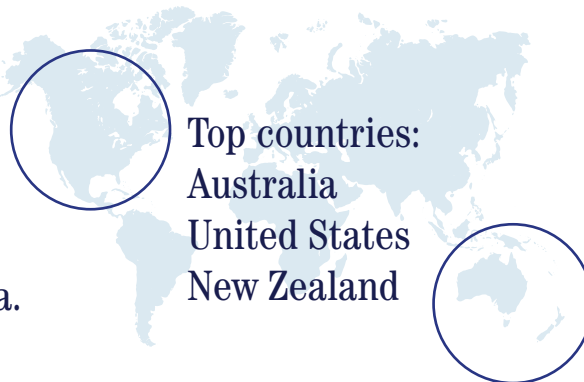 Top countries:
Australia
United States
New Zealand
a.